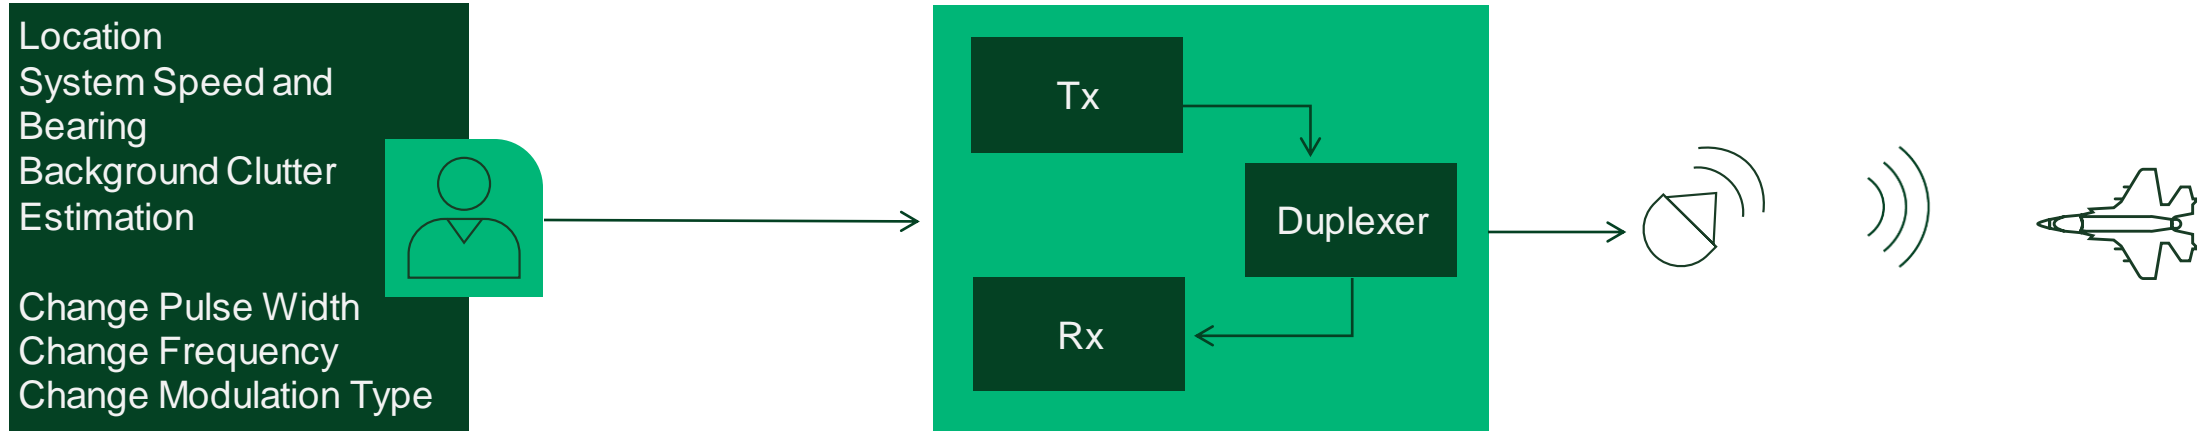 Location
System Speed and
Bearing
Background Clutter
Estimation
Change Pulse Width
Change Frequency
Change Modulation Type
Tx
Duplexer
Rx